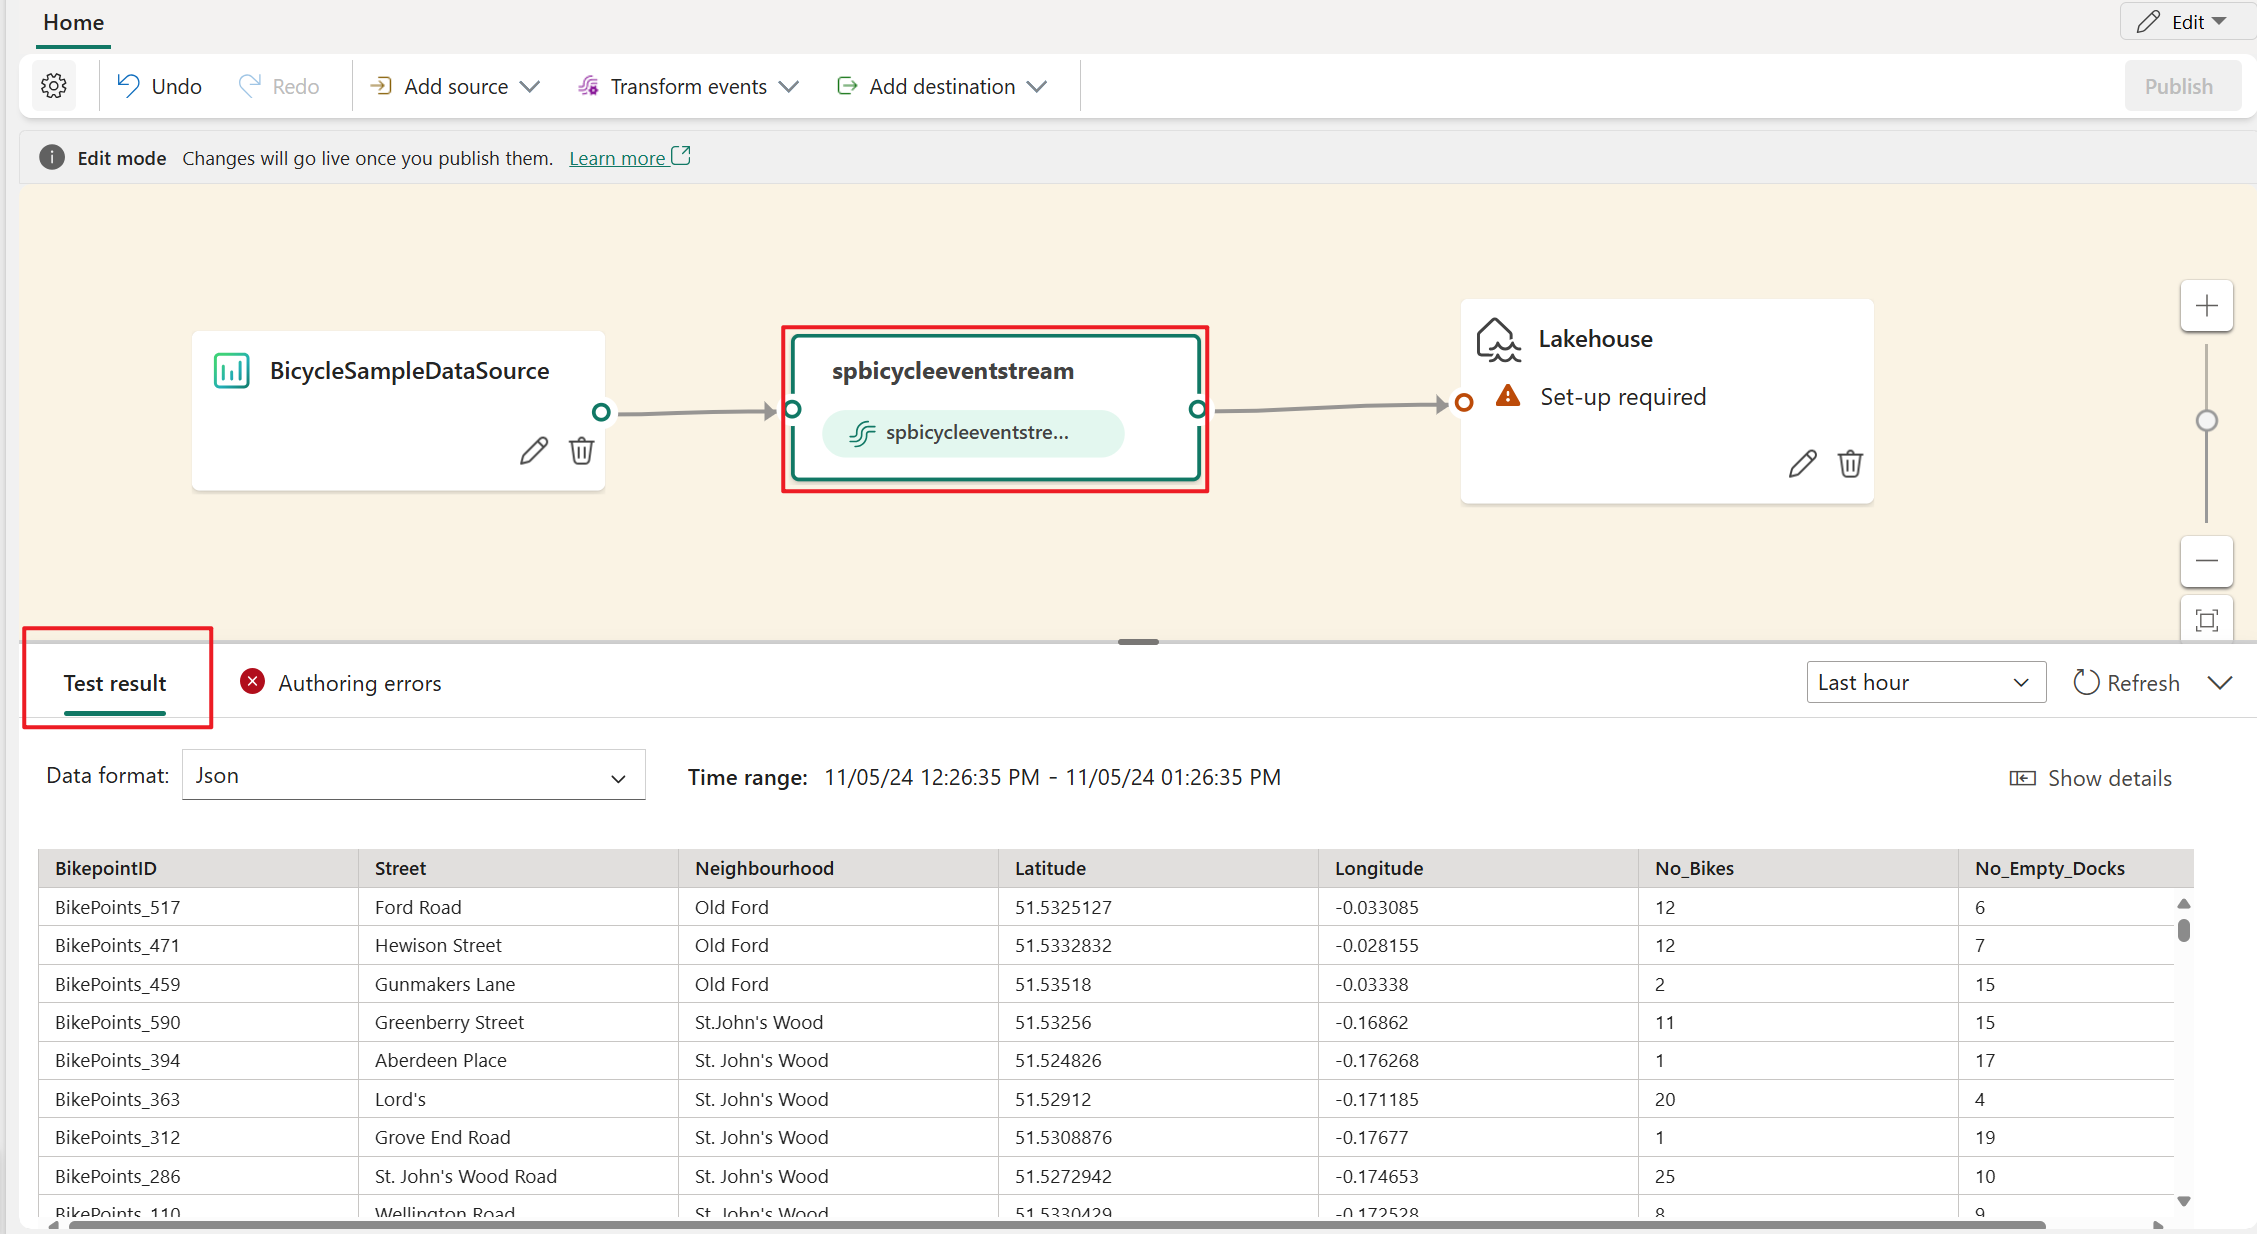 Home
Edit
Undo Redo Add source Transform events Add destination Publish
Edit mode Changes will go live once you publish them. Learn more
BicycleSampleDataSource
spbicycleeventstream
spbicycleeventstre...
Lakehouse
Set-up required
Test result Authoring errors Last hour Refresh
Data format: Json Time range: 11/05/24 12:26:35 PM - 11/05/24 01:26:35 PM Show details
BikepointID Street Neighbourhood Latitude Longitude No_Bikes No_Empty_Docks
BikePoints_517 Ford Road Old Ford 51.5325127 -0.033085 12 6
BikePoints_471 Hewison Street Old Ford 51.5332832 -0.028155 12 7
BikePoints_459 Gunmakers Lane Old Ford 51.53518 -0.03338 2 15
BikePoints_590 Greenberry Street St.John's Wood 51.53256 -0.16862 11 15
BikePoints_394 Aberdeen Place St. John's Wood 51.524826 -0.176268 1 17
BikePoints_363 Lord's St. John's Wood 51.52912 -0.171185 20 4
BikePoints_312 Grove End Road St. John's Wood 51.5308876 -0.17677 1 19
BikePoints_286 St. John's Wood Road St. John's Wood 51.5272942 -0.174653 25 10
BikePoints_110 Wellington Road St. John's Wood 51.5330429 -0.172528 8 9